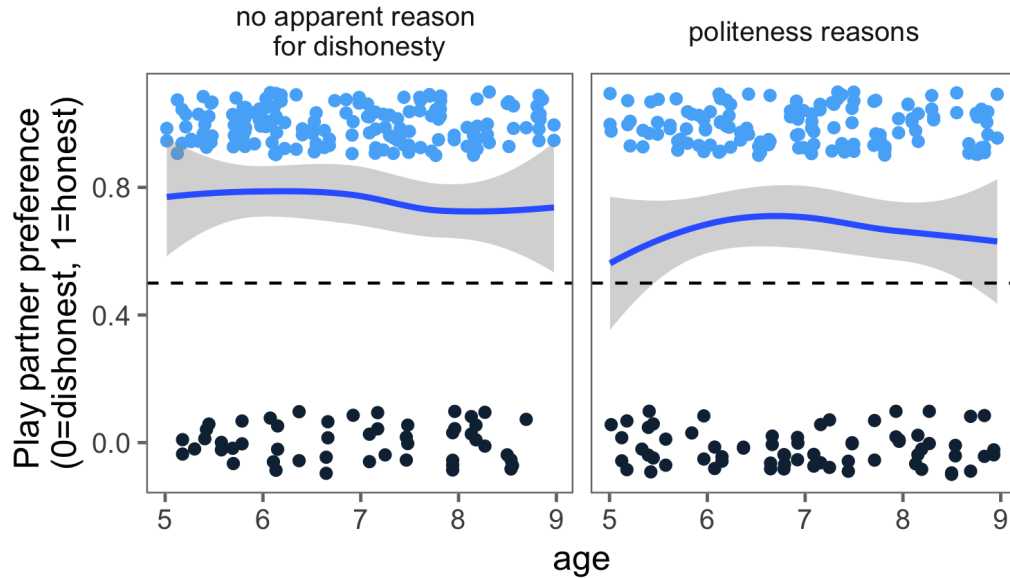 no apparent reason
for dishonesty
politeness reasons
Play partner preference
(0=dishonest, 1=honest)
0.8
0.4
0.0
5 6 7 8 9
5 6 7 8 9
age